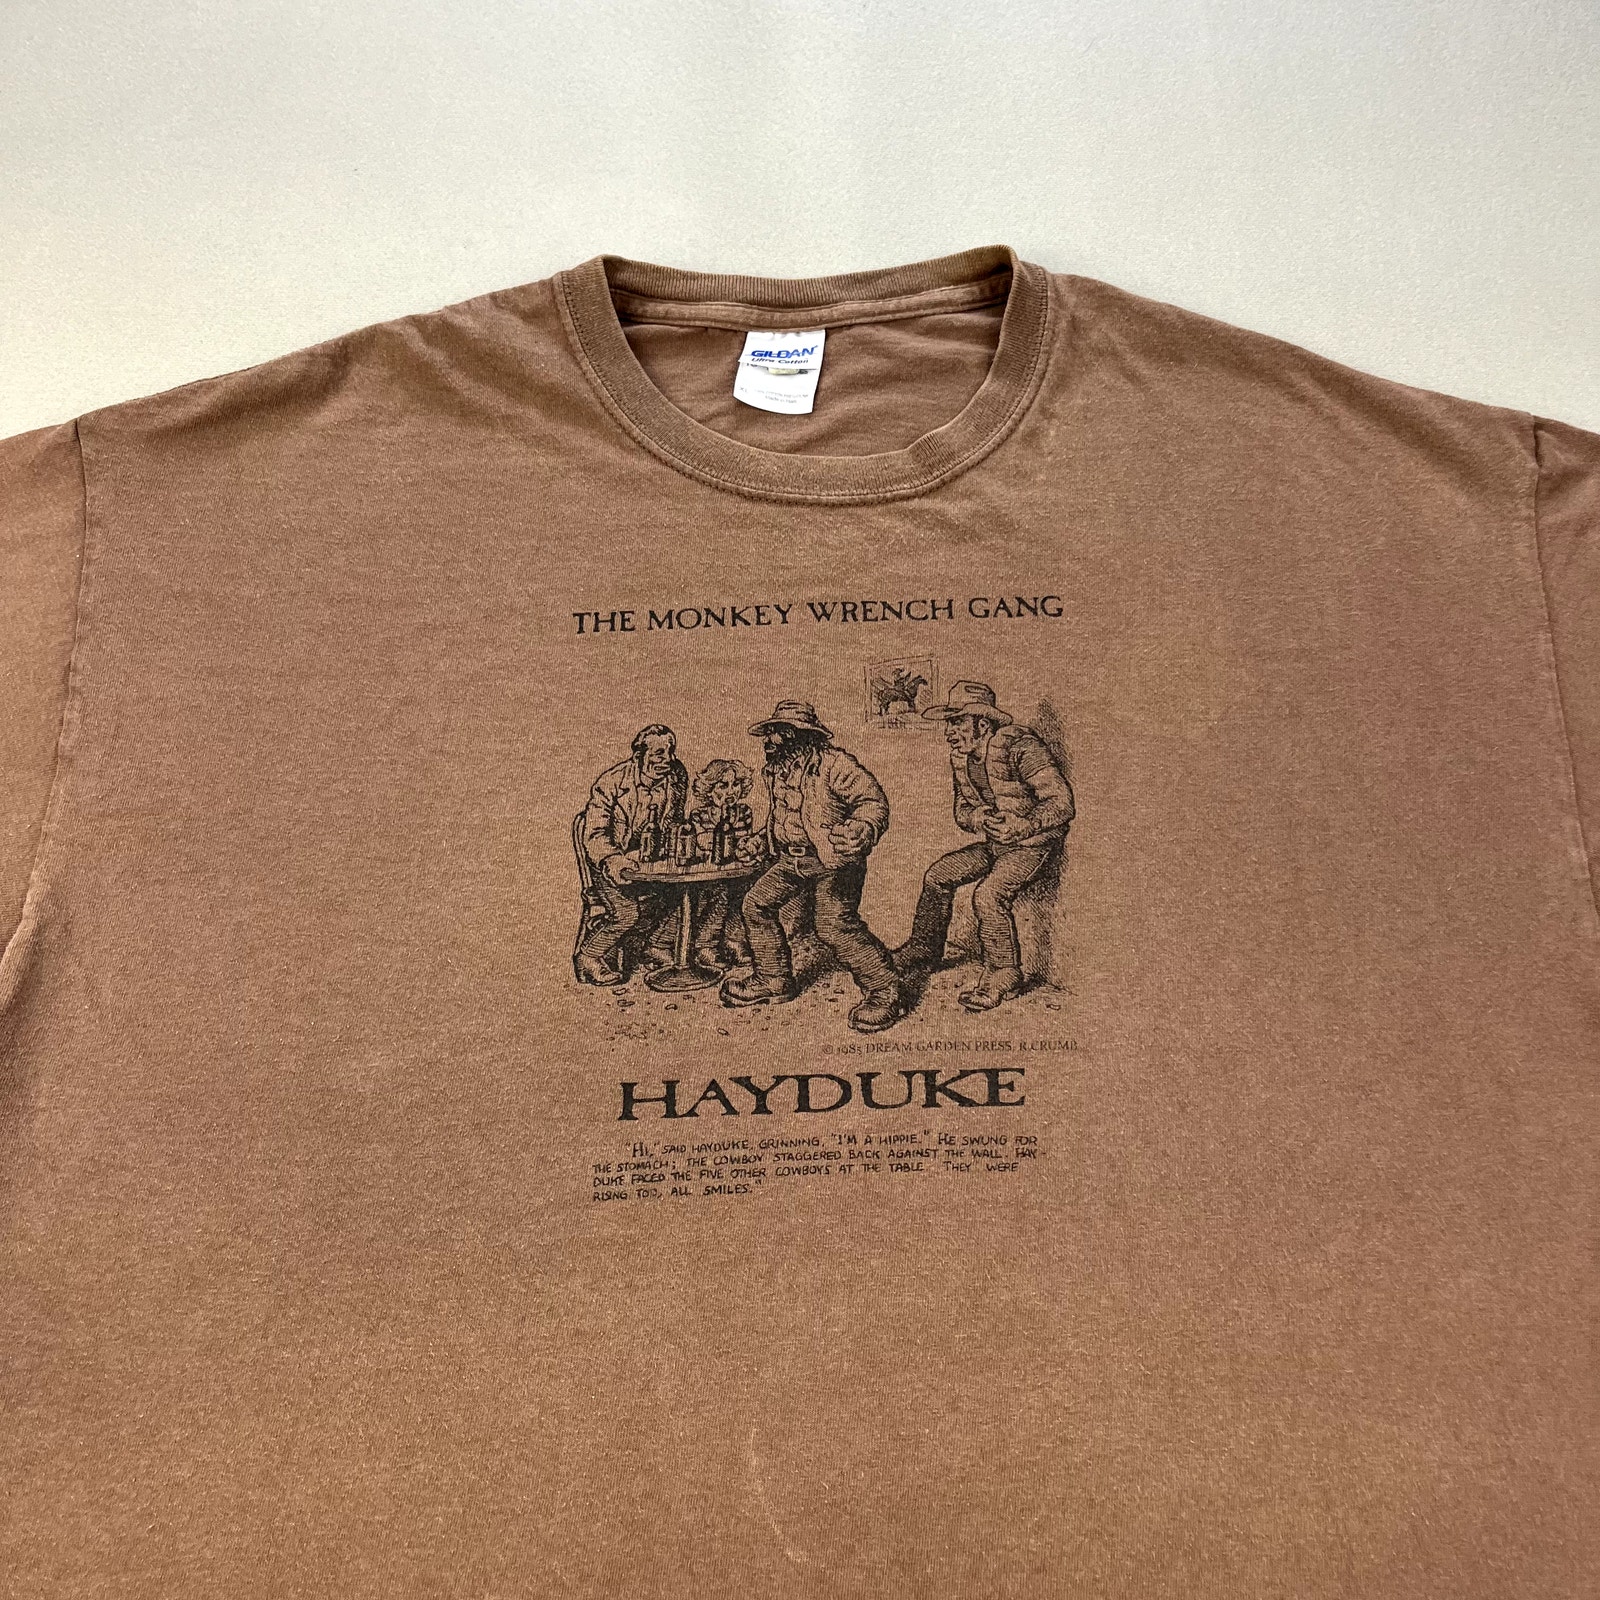 GILDAN
Ultra Cotton
XL
THE MONKEY WRENCH GANG
© 1985 DREAM GARDEN PRESS, R.CRUMB
HAYDUKE
"HI," SAID HAYDUKE, GRINNING, "I'M A HIPPIE." HE SWUNG FOR
THE STOMACH; THE COWBOY STAGGERED BACK AGAINST THE WALL. HAY-
DUKE FACED THE FIVE OTHER COWBOYS AT THE TABLE. THEY WERE
RISING TOO, ALL SMILES."